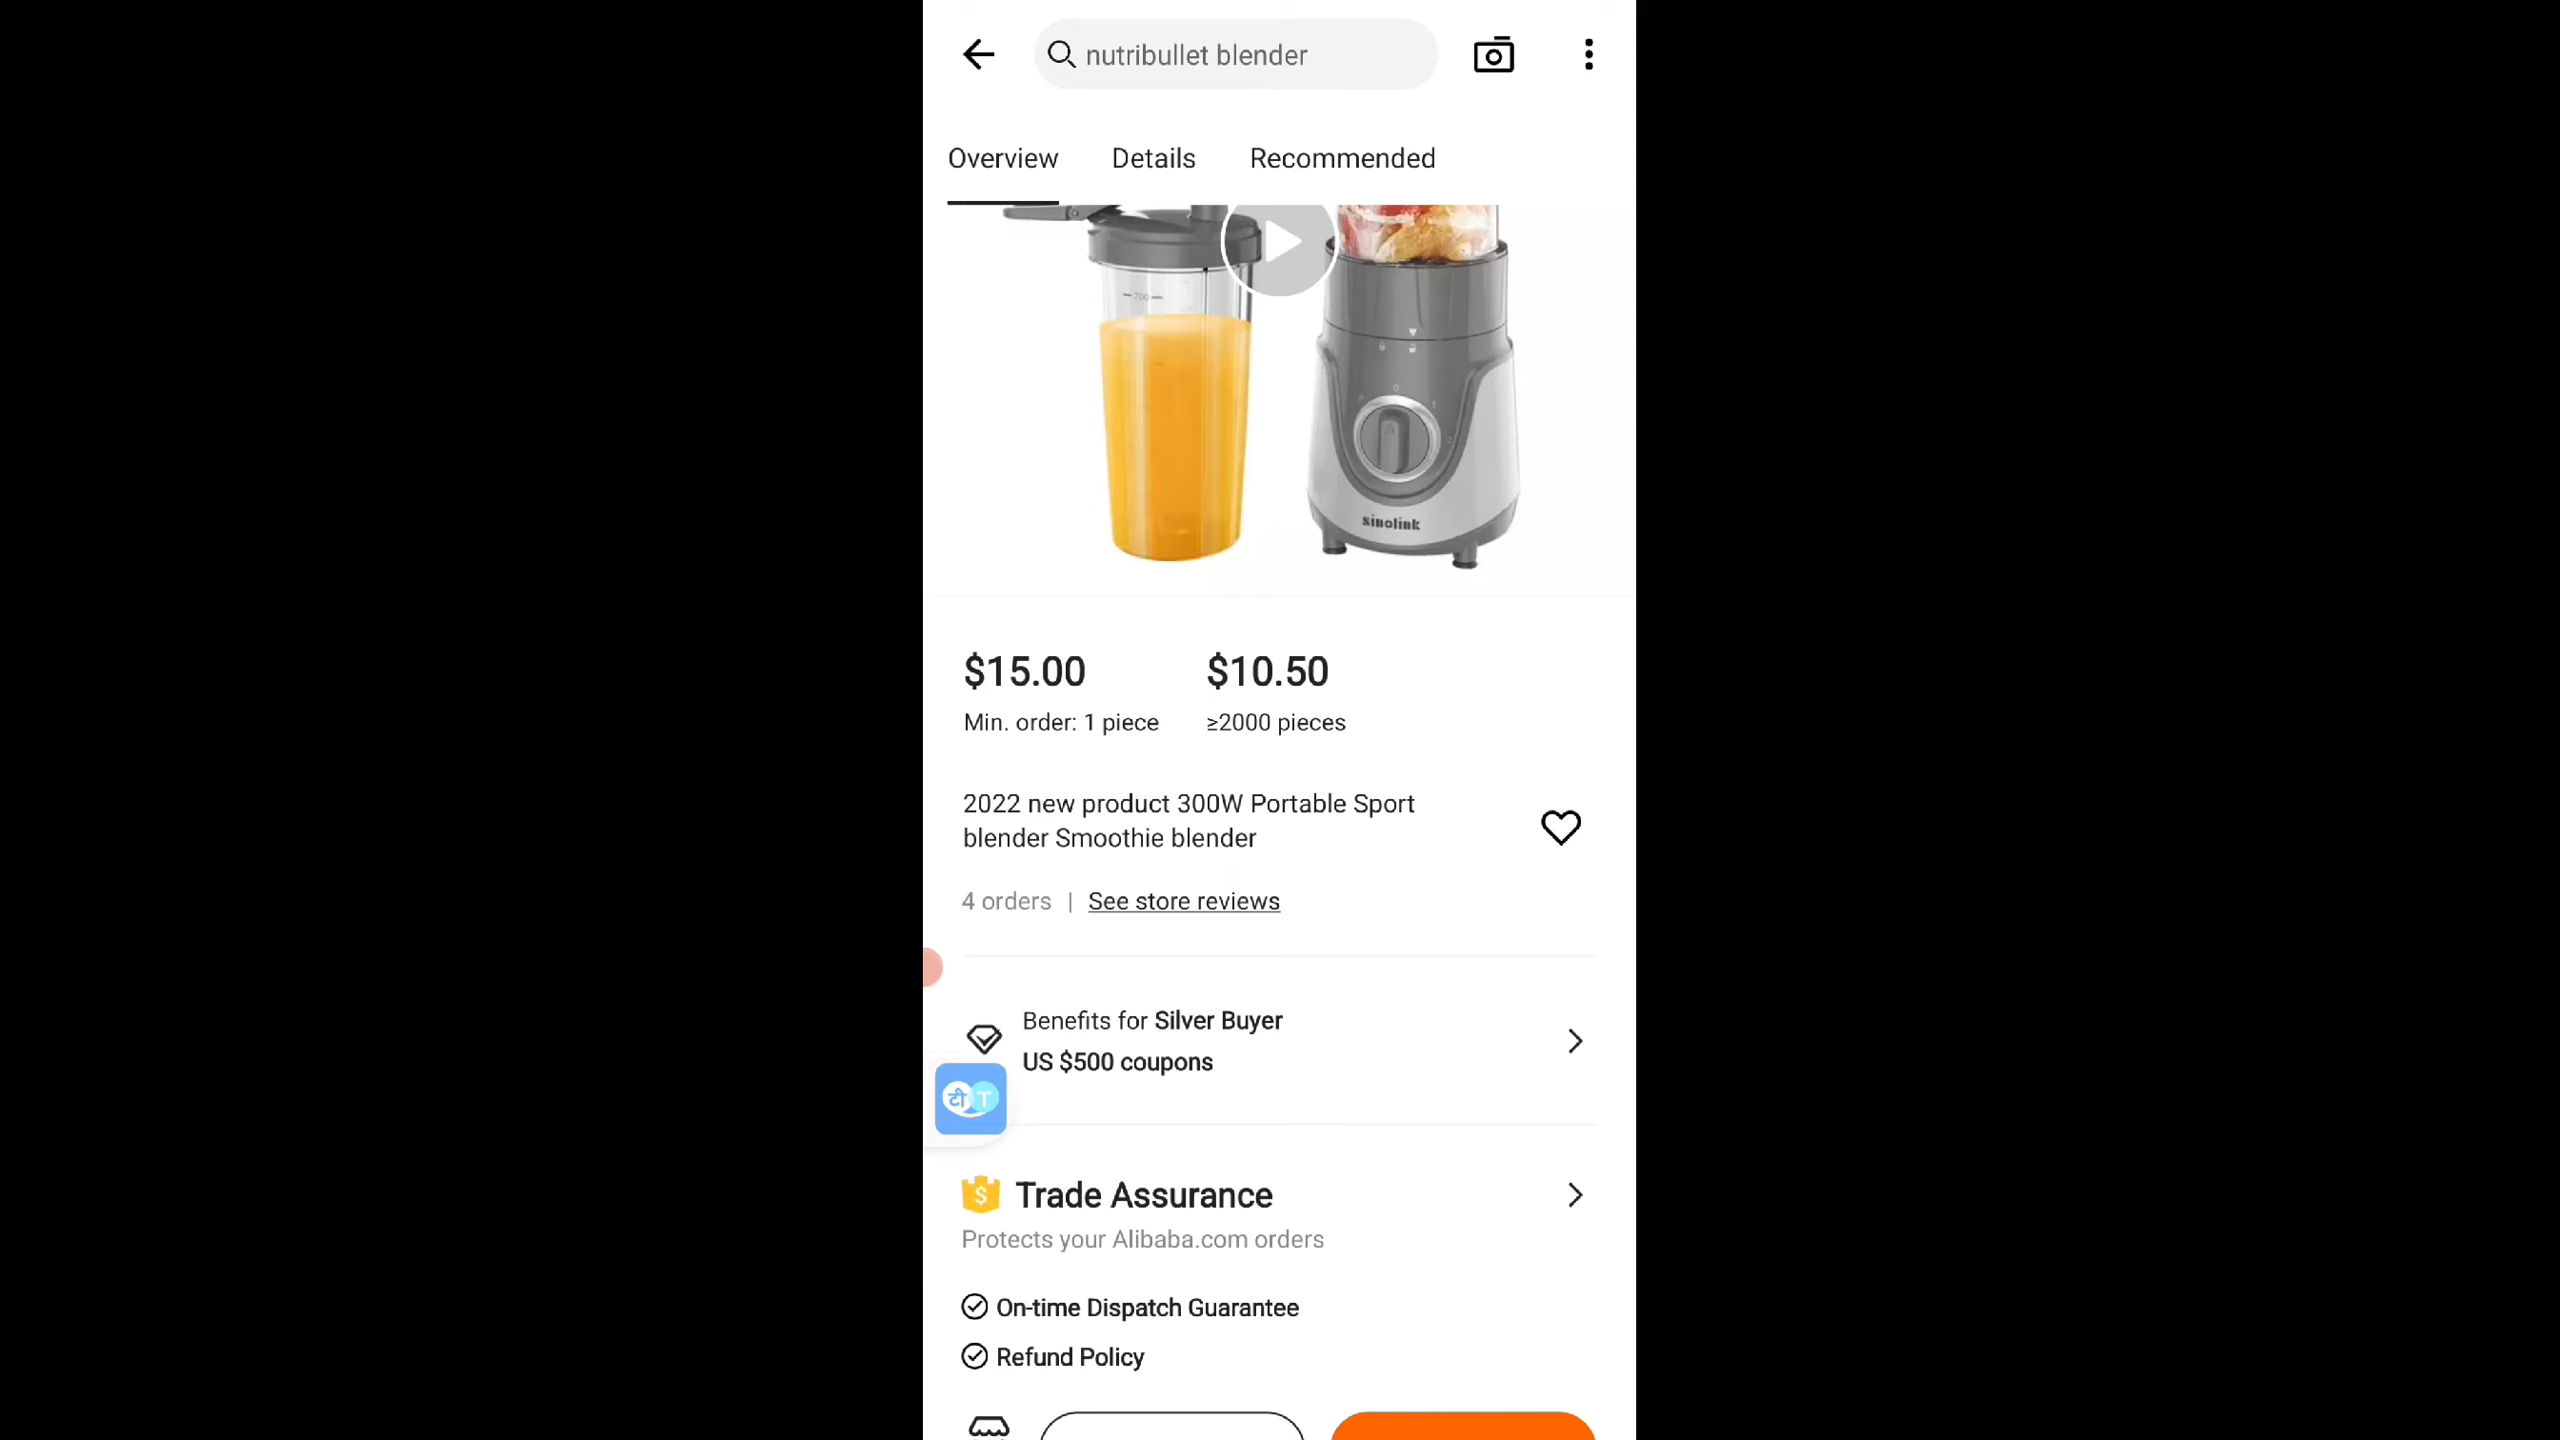 nutribullet blender
Overview Details Recommended
700
sinolink
$15.00 $10.50
Min. order: 1 piece ≥2000 pieces
2022 new product 300W Portable Sport
blender Smoothie blender
4 orders | See store reviews
Benefits for Silver Buyer
US $500 coupons
टी T
$ Trade Assurance
Protects your Alibaba.com orders
On-time Dispatch Guarantee
Refund Policy